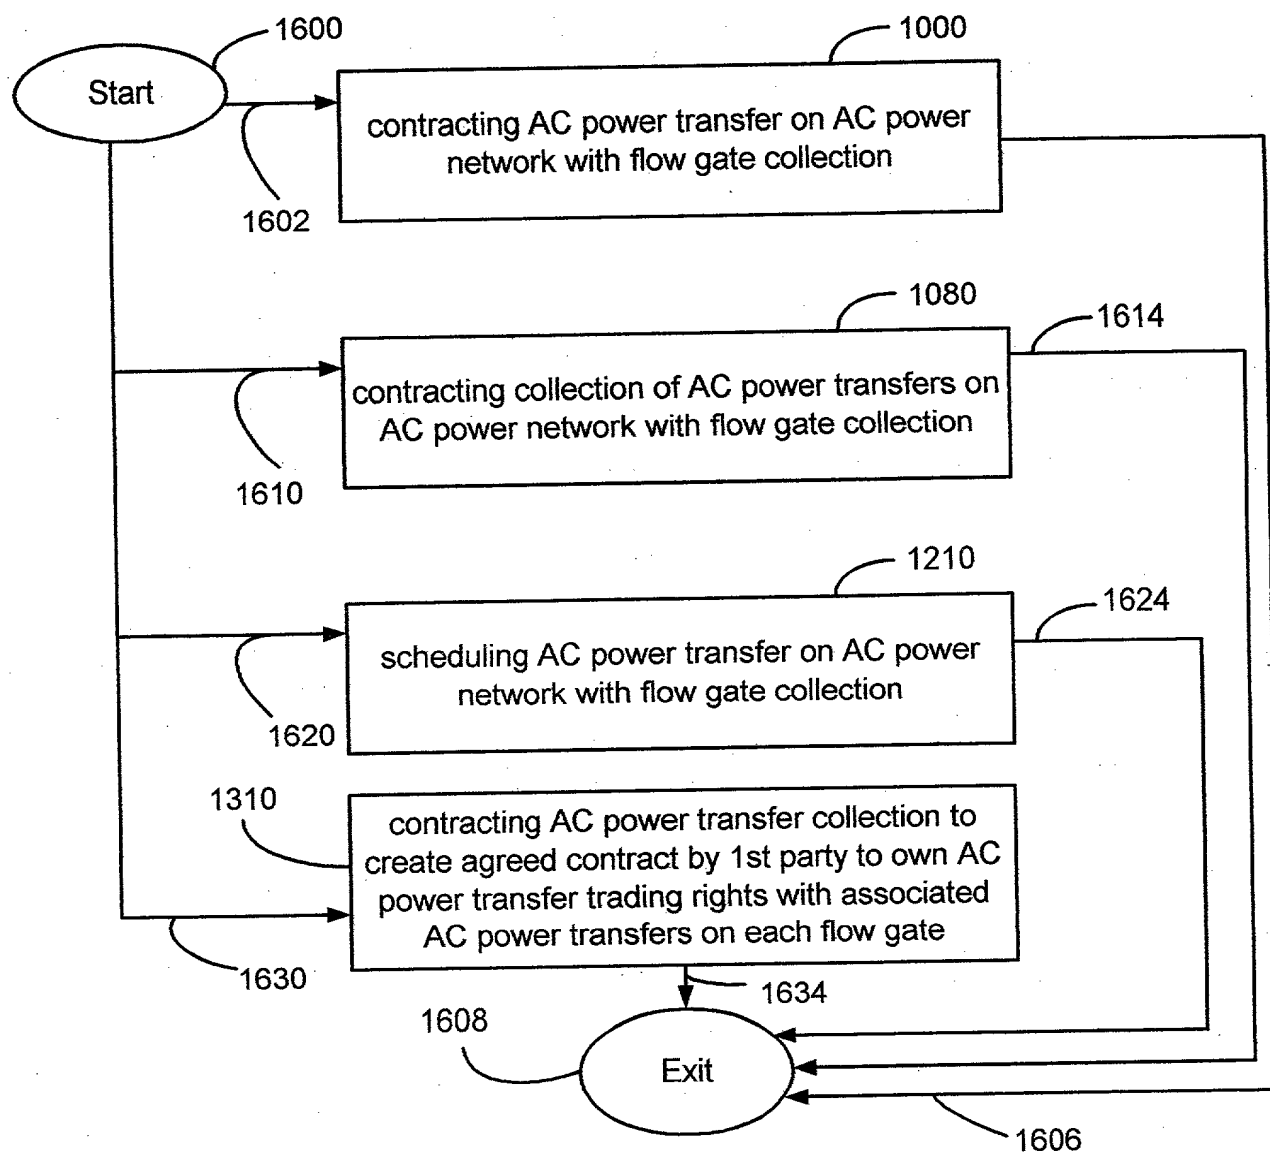 1600
1000
Start
contracting AC power transfer on AC power
network with flow gate collection
1602
1080
1614
contracting collection of AC power transfers on
AC power network with flow gate collection
1610
1210
1624
scheduling AC power transfer on AC power
network with flow gate collection
1620
1310
contracting AC power transfer collection to
create agreed contract by 1st party to own AC
power transfer trading rights with associated
AC power transfers on each flow gate
1630
1634
1608
Exit
1606